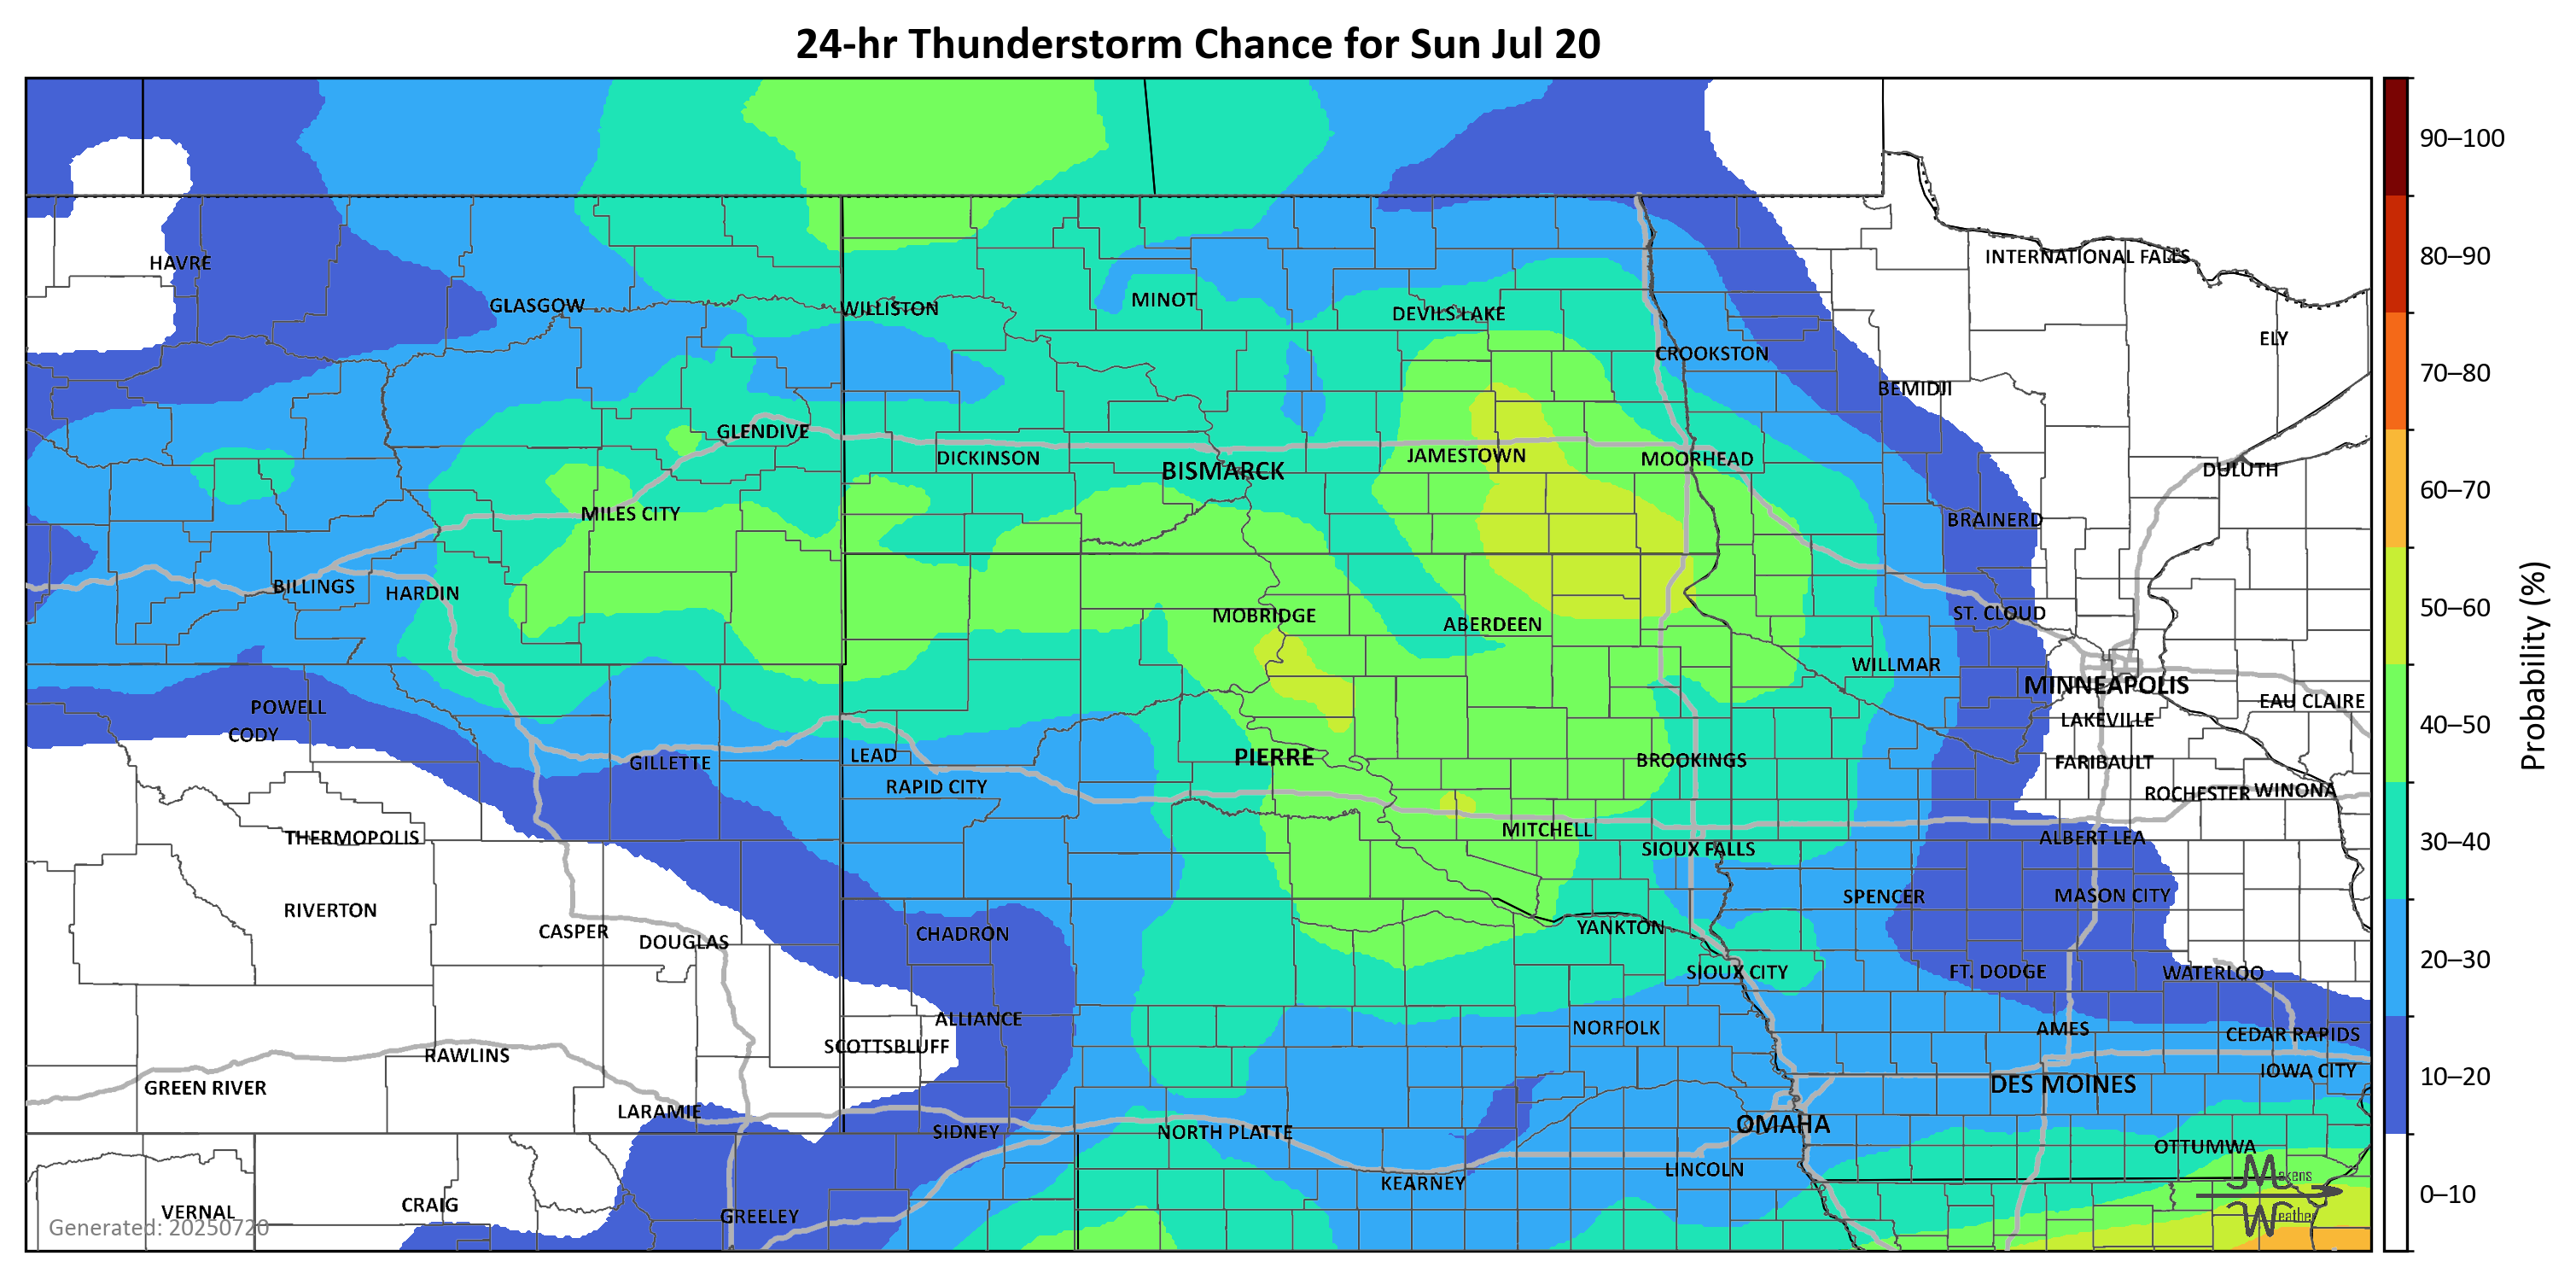 24-hr Thunderstorm Chance for Sun Jul 20
90–100
INTERNATIONAL FALLS
80–90
HAVRE
GLASGOW
WILLISTON
MINOT
DEVILS LAKE
70–80
ELY
CROOKSTON
BEMIDJI
GLENDIVE
DICKINSON
BISMARCK
JAMESTOWN
MOORHEAD
DULUTH
60–70
MILES CITY
BRAINERD
BILLINGS
HARDIN
MOBRIDGE
ABERDEEN
ST. CLOUD
50–60
WILLMAR
MINNEAPOLIS
EAU CLAIRE
POWELL
CODY
LAKEVILLE
40–50
Probability (%)
GILLETTE
LEAD
RAPID CITY
PIERRE
BROOKINGS
FARIBAULT
ROCHESTER
WINONA
THERMOPOLIS
MITCHELL
SIOUX FALLS
ALBERT LEA
30–40
RIVERTON
SPENCER
MASON CITY
CASPER
DOUGLAS
CHADRON
YANKTON
SIOUX CITY
FT. DODGE
WATERLOO
20–30
ALLIANCE
SCOTTSBLUFF
NORFOLK
AMES
CEDAR RAPIDS
RAWLINS
GREEN RIVER
DES MOINES
IOWA CITY
10–20
LARAMIE
SIDNEY
NORTH PLATTE
OMAHA
OTTUMWA
LINCOLN
KEARNEY
Makens
Weather
VERNAL
CRAIG
GREELEY
0–10
Generated: 20250720